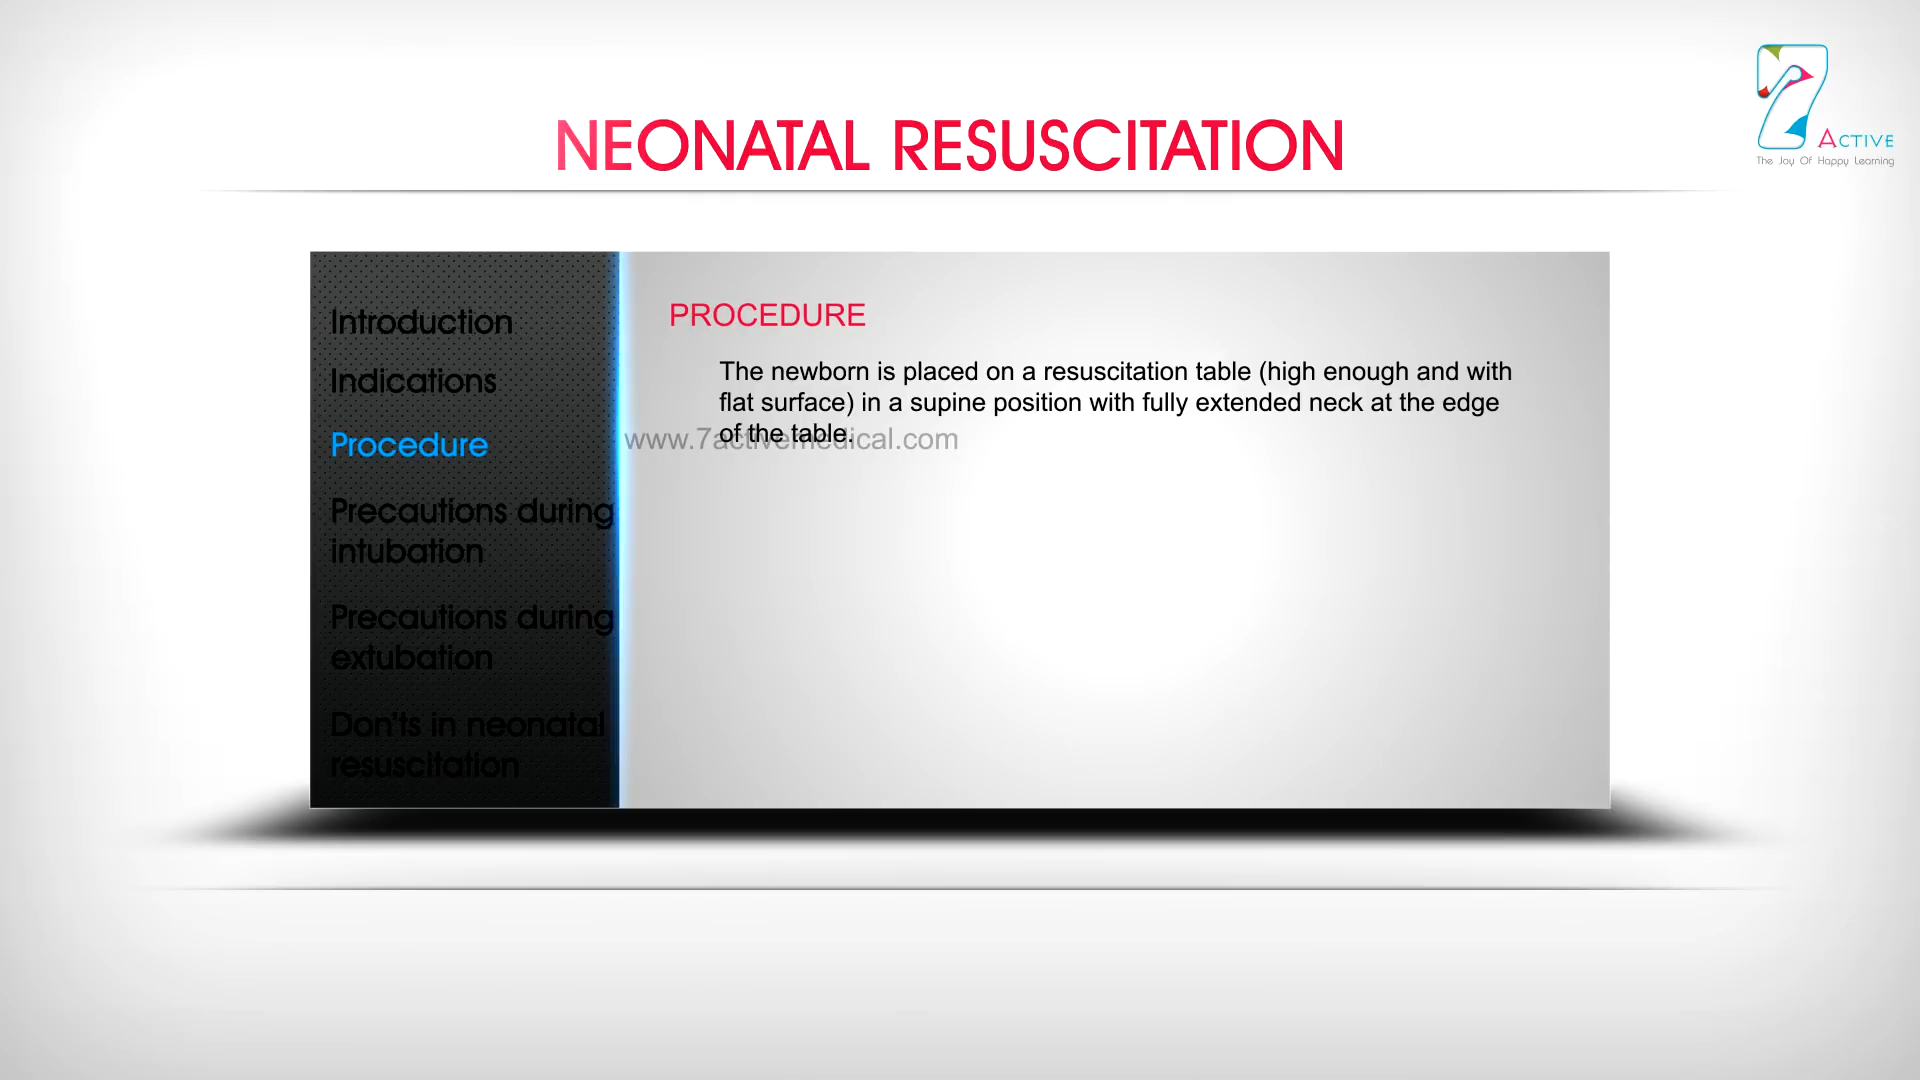 7 ACTIVE
The Joy Of Happy Learning
NEONATAL RESUSCITATION
Introduction
Indications
Procedure
Precautions during
intubation
Precautions during
extubation
Don'ts in neonatal
resuscitation
PROCEDURE
The newborn is placed on a resuscitation table (high enough and with
flat surface) in a supine position with fully extended neck at the edge
of the table.
www.7activemedical.com